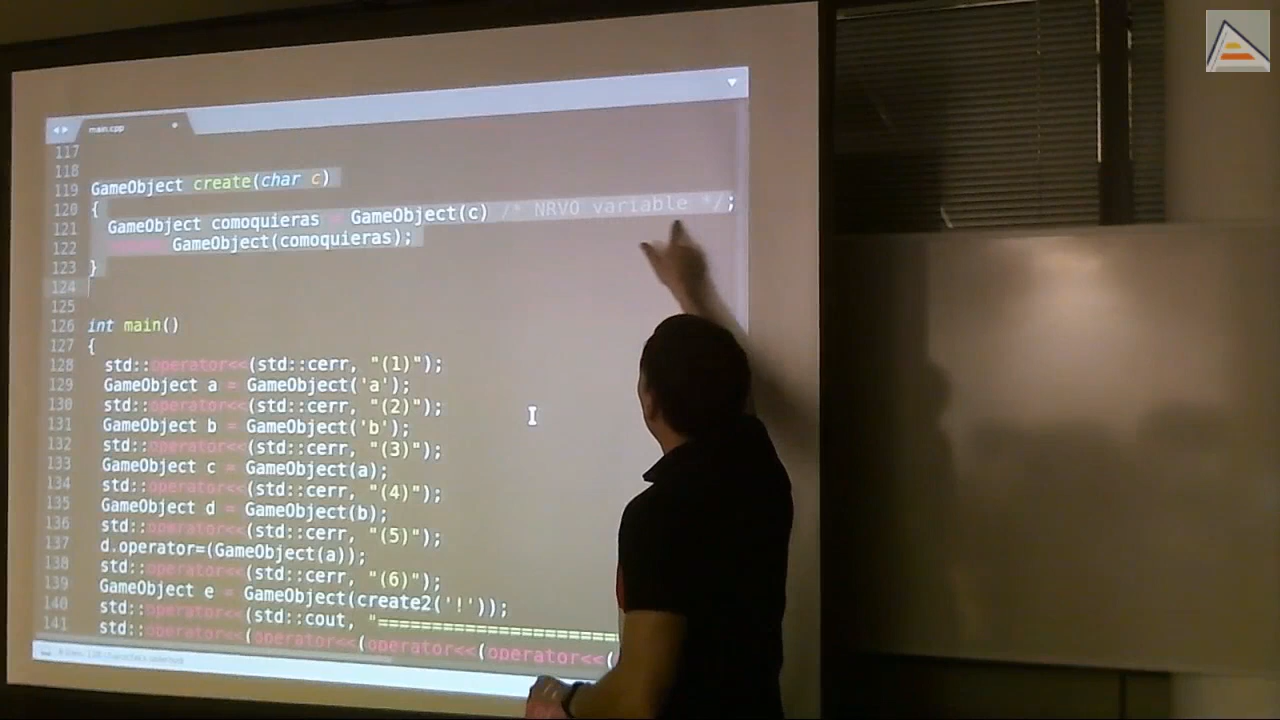 main.cpp
117
118
119 GameObject create(char c)
120 {
121 GameObject comoquieras = GameObject(c) /* NRVO variable */;
122 GameObject(comoquieras);
123 }
124
125
126 int main()
127 {
128 std::operator<<(std::cerr, "(1)");
129 GameObject a = GameObject('a');
130 std::operator<<(std::cerr, "(2)");
131 GameObject b = GameObject('b');
132 std::operator<<(std::cerr, "(3)");
133 GameObject c = GameObject(a);
134 std::operator<<(std::cerr, "(4)");
135 GameObject d = GameObject(b);
136 std::operator<<(std::cerr, "(5)");
137 d.operator=(GameObject(a));
138 std::operator<<(std::cerr, "(6)");
139 GameObject e = GameObject(create2('!'));
140 std::operator<<(std::cout, "======================
141 std::operator<<(operator<<(operator<<(operator<<(